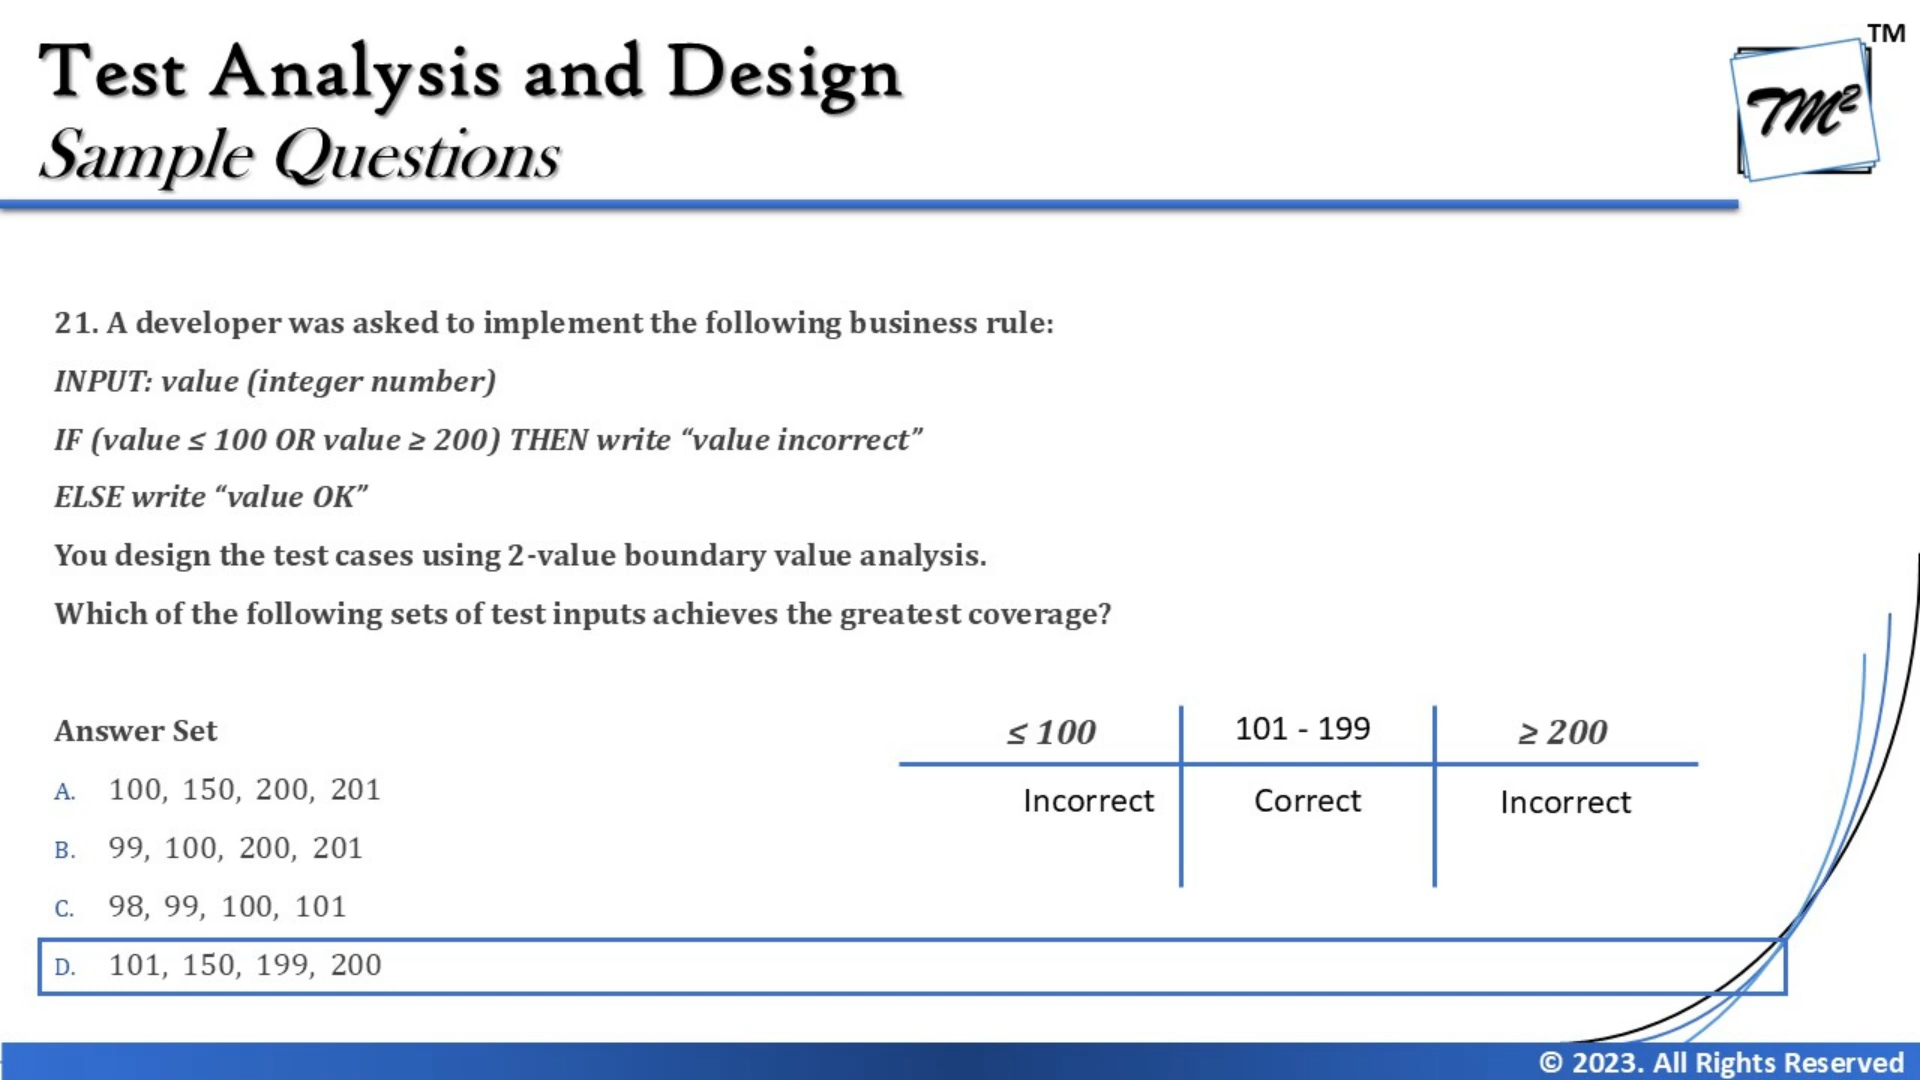 Test Analysis and Design
Sample Questions
TM
TM²
21. A developer was asked to implement the following business rule:
INPUT: value (integer number)
IF (value ≤ 100 OR value ≥ 200) THEN write “value incorrect”
ELSE write “value OK”
You design the test cases using 2-value boundary value analysis.
Which of the following sets of test inputs achieves the greatest coverage?
Answer Set
A. 100, 150, 200, 201
B. 99, 100, 200, 201
C. 98, 99, 100, 101
D. 101, 150, 199, 200
≤ 100 101 - 199 ≥ 200
Incorrect Correct Incorrect
© 2023. All Rights Reserved